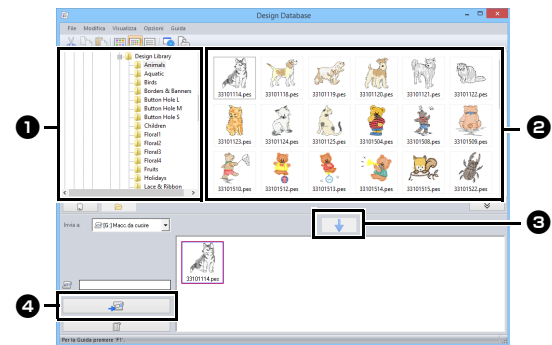 Design Database
File Modifica Visualizza Opzioni Guida
Design Library
Animals
Aquatic
Birds
Borders & Banners
Button Hole L
Button Hole M
Button Hole S
Children
Floral1
Floral2
Floral3
Floral4
Fruits
Holidays
Lace & Ribbon
33101114.pes 33101118.pes 33101119.pes 33101120.pes 33101121.pes 33101122.pes
33101123.pes 33101124.pes 33101125.pes 33101504.pes 33101508.pes 33101509.pes
33101510.pes 33101512.pes 33101513.pes 33101514.pes 33101515.pes 33101522.pes
1
2
3
4
Invia a [G:]Macc.da cucire
33101114.pes
Per la Guida premere 'F1'.